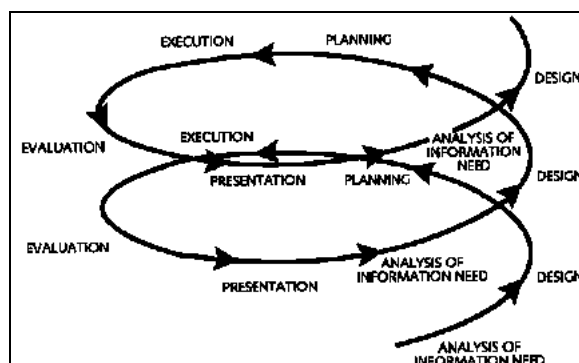 EXECUTION PLANNING
DESIGN
EVALUATION
EXECUTION
ANALYSIS OF
INFORMATION
NEED
PRESENTATION
PLANNING
DESIGN
EVALUATION
PRESENTATION
ANALYSIS OF
INFORMATION NEED
DESIGN
ANALYSIS OF
INFORMATION NEED